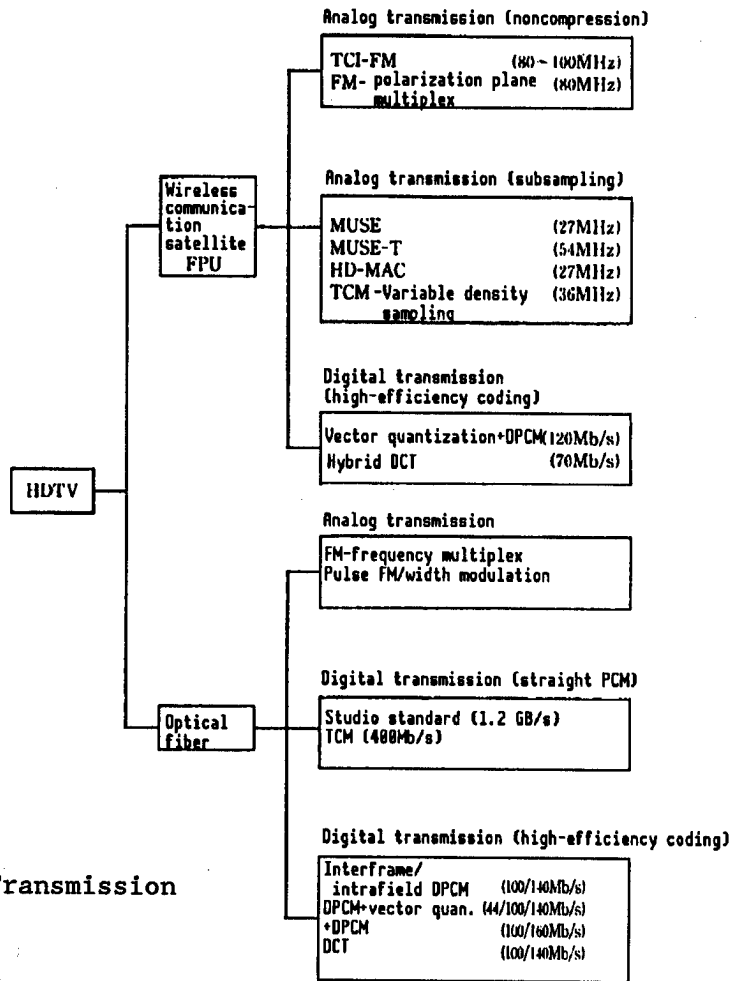 Analog transmission (noncompression)
TCI-FM (80~100MHz)
FM- polarization plane (80MHz)
multiplex
Wireless
communica-
tion
satellite
FPU
Analog transmission (subsampling)
MUSE (27MHz)
MUSE-T (54MHz)
HD-MAC (27MHz)
TCM-Variable density (36MHz)
sampling
Digital transmission
(high-efficiency coding)
Vector quantization+DPCM(120Mb/s)
Hybrid DCT (70Mb/s)
HDTV
Analog transmission
FM-frequency multiplex
Pulse FM/width modulation
Optical
fiber
Digital transmission (straight PCM)
Studio standard (1.2 GB/s)
TCM (400Mb/s)
Digital transmission (high-efficiency coding)
Interframe/
intrafield DPCM (100/140Mb/s)
DPCM+vector quan. (44/100/140Mb/s)
+DPCM (100/160Mb/s)
DCT (100/140Mb/s)
Transmission